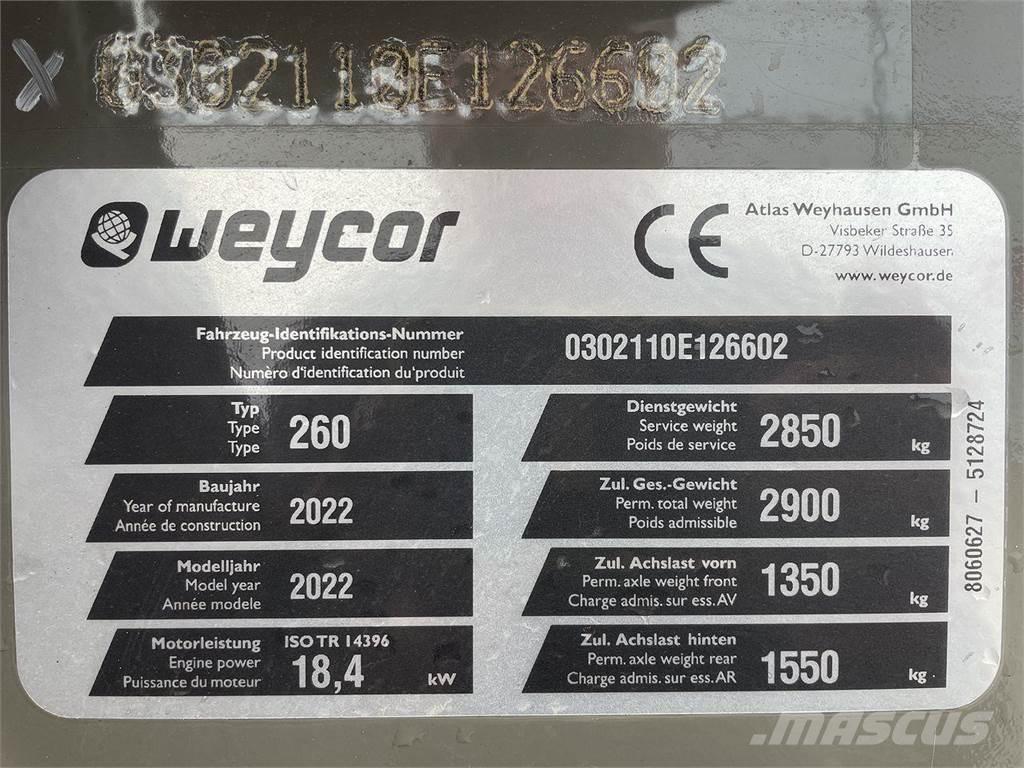 0302110E126602
weycor
CE
Atlas Weyhausen GmbH
Visbeker Straße 35
D-27793 Wildeshausen
www.weycor.de
Fahrzeug-Identifikations-Nummer
Product identification number
Numèro d'identification du'produit
0302110E126602
Typ
Type
Type
260
Dienstgewicht
Service weight
Poids de service
2850 kg
Baujahr
Year of manufacture
Année de construction
2022
Zul. Ges.-Gewicht
Perm. total weight
Poids admissible
2900 kg
Modelljahr
Model year
Année modele
2022
Zul. Achslast vorn
Perm. axle weight front
Charge admis. sur ess. AV
1350 kg
Motorleistung
Engine power
Puissance du moteur
ISO TR 14396
18,4 kW
Zul. Achslast hinten
Perm. axle weight rear
Charge admis. sur ess. AR
1550 kg
8060627 – 5128724
MASCUS